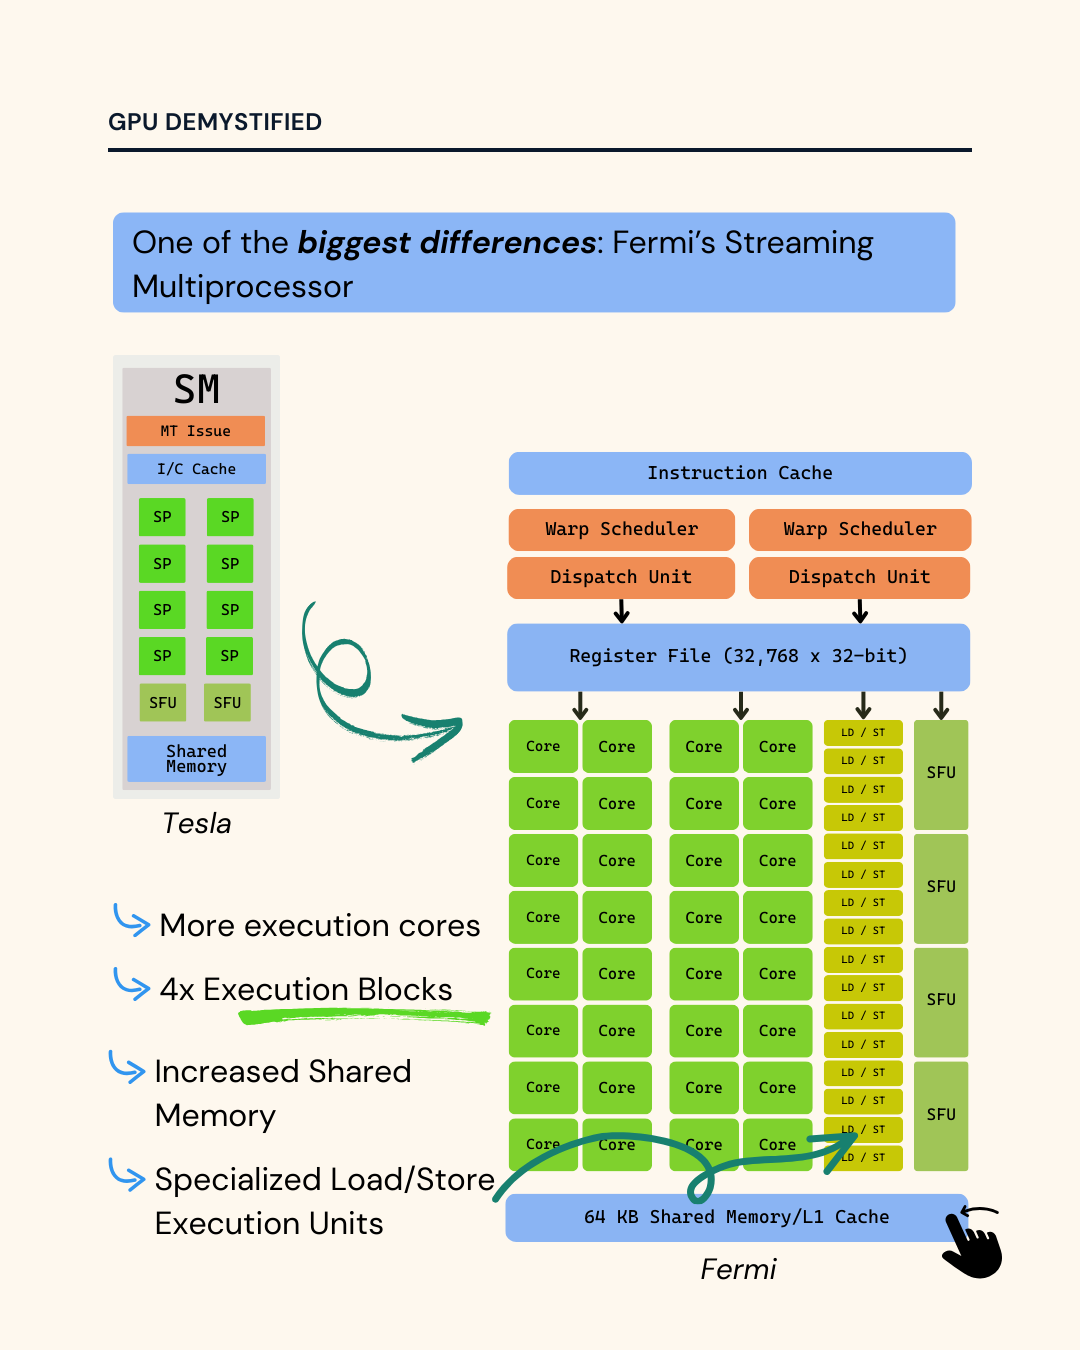 GPU DEMYSTIFIED
One of the biggest differences: Fermi's Streaming
Multiprocessor
SM
MT Issue
I/C Cache
SP SP
SP SP
SP SP
SP SP
SFU SFU
Shared
Memory
Tesla
More execution cores
4x Execution Blocks
Increased Shared
Memory
Specialized Load/Store
Execution Units
Instruction Cache
Warp Scheduler Warp Scheduler
Dispatch Unit Dispatch Unit
Register File (32,768 x 32-bit)
Core Core Core Core LD / ST
LD / ST
SFU
Core Core Core Core LD / ST
LD / ST
Core Core Core Core LD / ST
LD / ST
SFU
Core Core Core Core LD / ST
LD / ST
Core Core Core Core LD / ST
LD / ST
SFU
Core Core Core Core LD / ST
LD / ST
Core Core Core Core LD / ST
LD / ST
SFU
Core Core Core Core LD / ST
LD / ST
64 KB Shared Memory/L1 Cache
Fermi